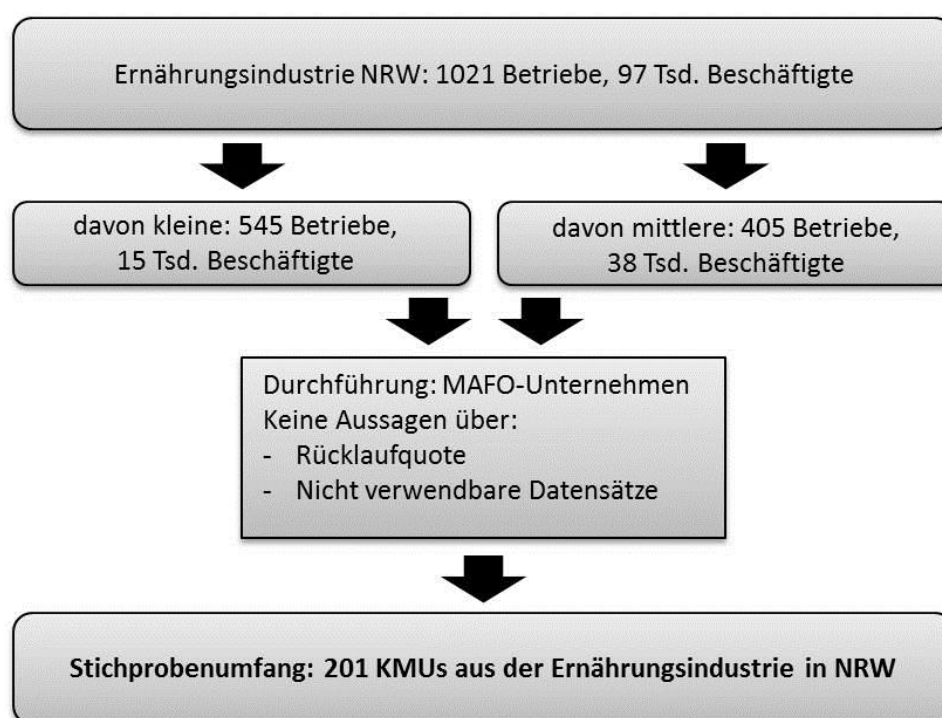 Ernährungsindustrie NRW: 1021 Betriebe, 97 Tsd. Beschäftigte
davon kleine: 545 Betriebe,
15 Tsd. Beschäftigte
davon mittlere: 405 Betriebe,
38 Tsd. Beschäftigte
Durchführung: MAFO-Unternehmen
Keine Aussagen über:
- Rücklaufquote
- Nicht verwendbare Datensätze
Stichprobenumfang: 201 KMUs aus der Ernährungsindustrie in NRW